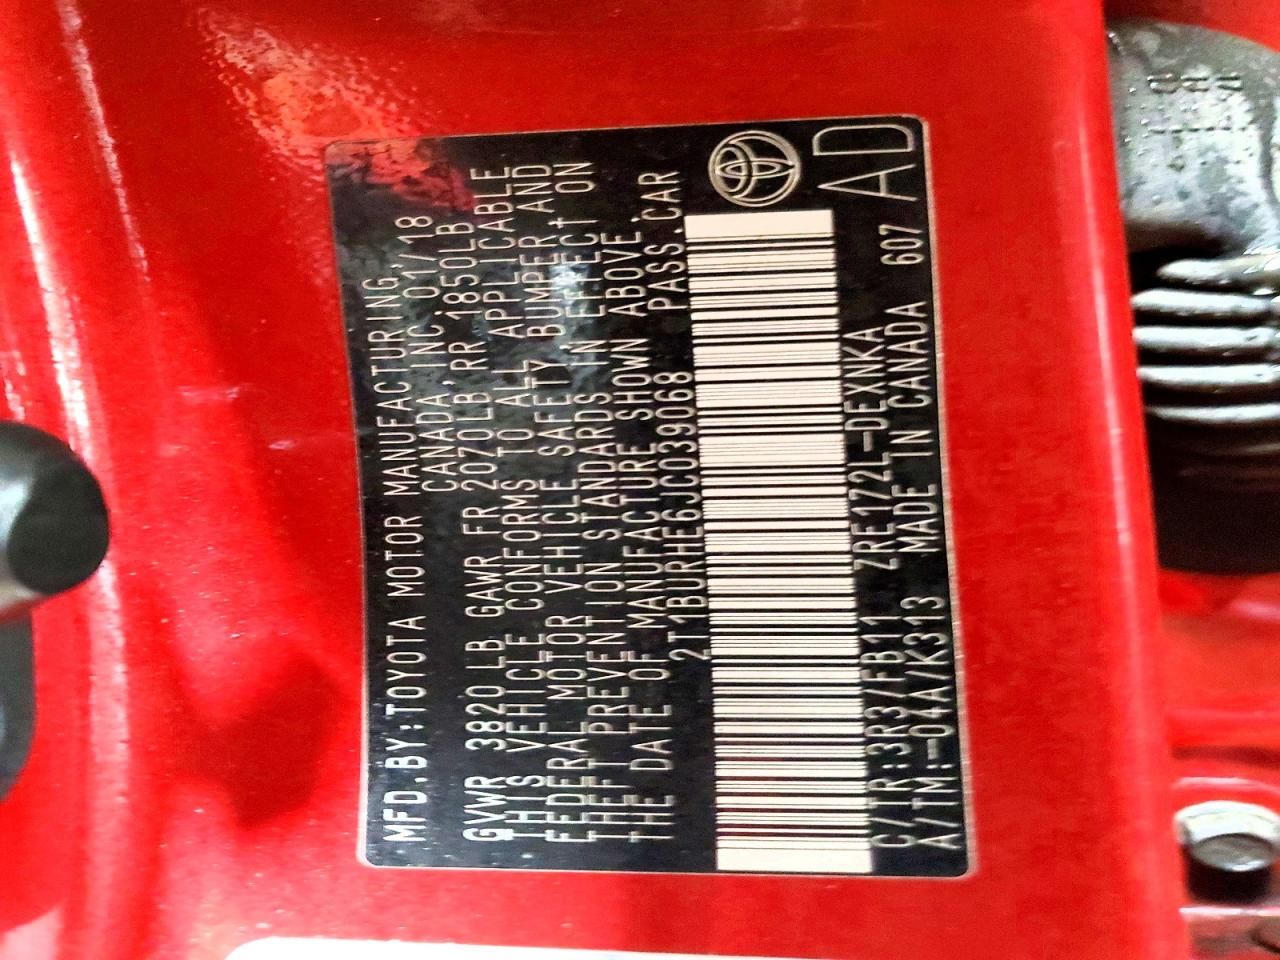 MFD.BY:TOYOTA MOTOR MANUFACTURING,
CANADA, INC. 01/18
GVWR 3820LB GAWR FR 2070LB RR 1850LB
THIS VEHICLE CONFORMS TO ALL APPLICABLE
FEDERAL MOTOR VEHICLE SAFETY,BUMPER,AND
THEFT PREVENTION STANDARDS IN EFFECT ON
THE DATE OF MANUFACTURE SHOWN ABOVE.
2T1BURHE6JC039068 PASS.CAR
C/TR:3R3/FB11 ZRE172L-DEXNKA
A/TM:-04A/K313 MADE IN CANADA 607 AD